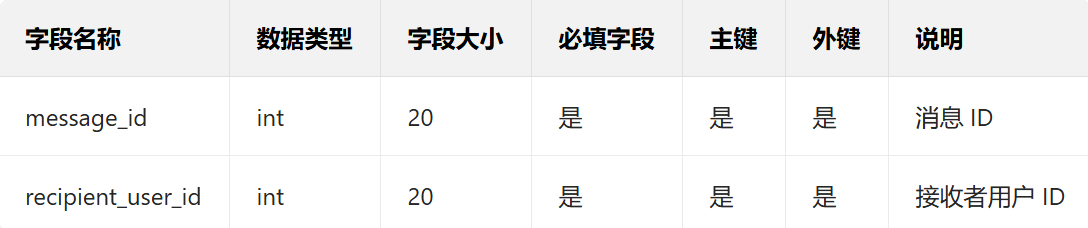 字段名称 数据类型 字段大小 必填字段 主键 外键 说明
message_id int 20 是 是 是 消息 ID
recipient_user_id int 20 是 是 是 接收者用户 ID